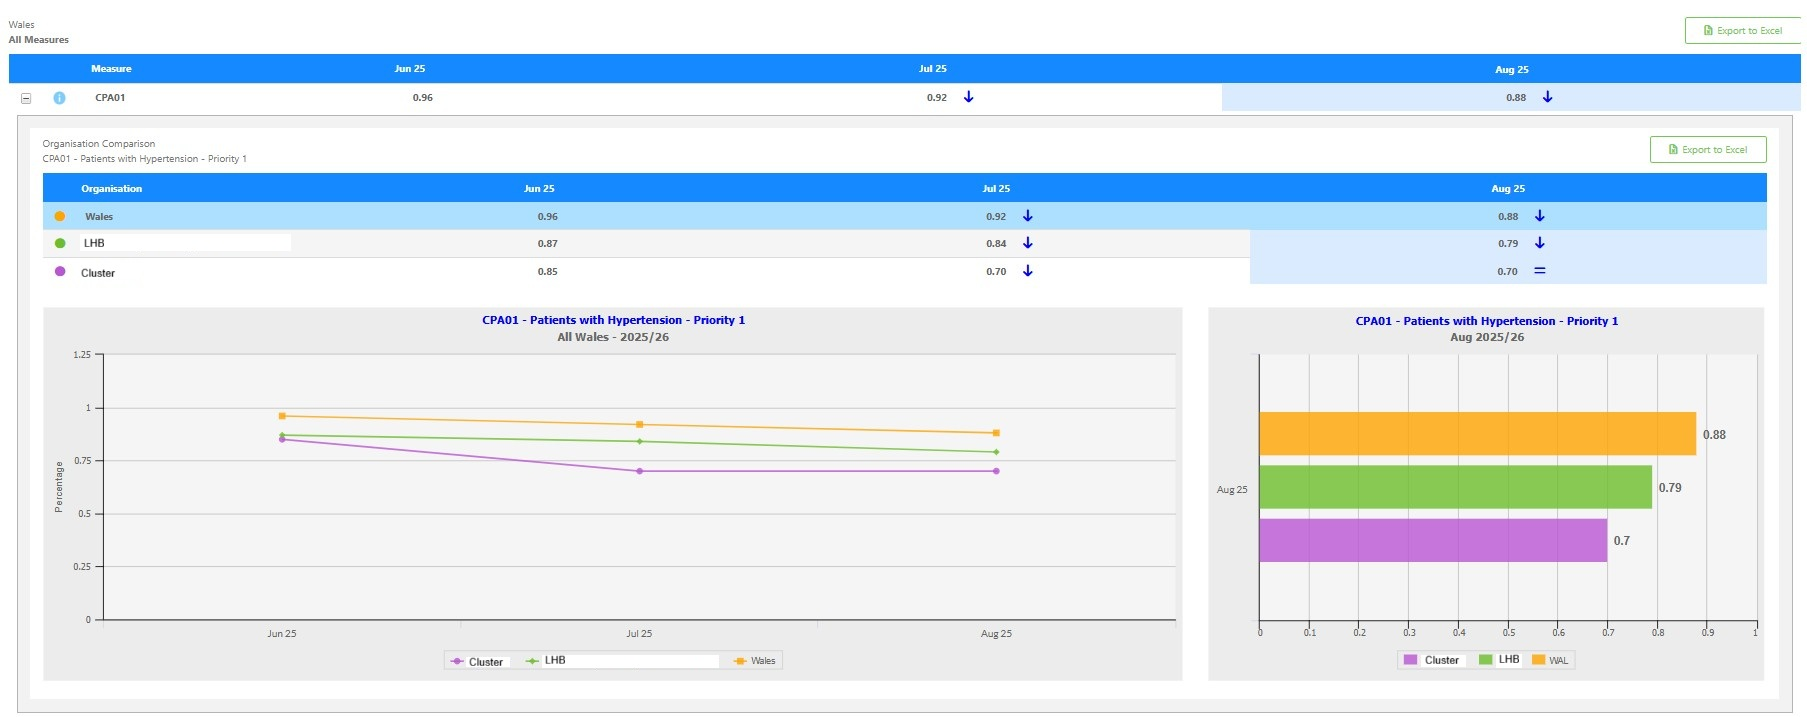 Wales
All Measures
Export to Excel
Measure Jun 25 Jul 25 Aug 25
CPA01 0.96 0.92 ↓ 0.88 ↓
Organisation Comparison
CPA01 - Patients with Hypertension - Priority 1
Export to Excel
Organisation Jun 25 Jul 25 Aug 25
Wales 0.96 0.92 ↓ 0.88 ↓
LHB 0.87 0.84 ↓ 0.79 ↓
Cluster 0.85 0.70 ↓ 0.70 =
CPA01 - Patients with Hypertension - Priority 1
All Wales - 2025/26
Percentage
1.25
1
0.75
0.5
0.25
0
Jun 25 Jul 25 Aug 25
Cluster LHB Wales
CPA01 - Patients with Hypertension - Priority 1
Aug 2025/26
0.88
Aug 25
0.79
0.7
0 0.1 0.2 0.3 0.4 0.5 0.6 0.7 0.8 0.9 1
Cluster LHB WAL